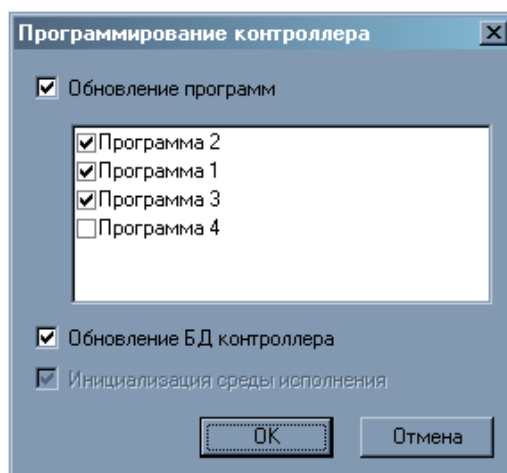 Программирование контроллера
Обновление программ
Программа 2
Программа 1
Программа 3
Программа 4
Обновление БД контроллера
Инициализация среды исполнения
OK
Отмена